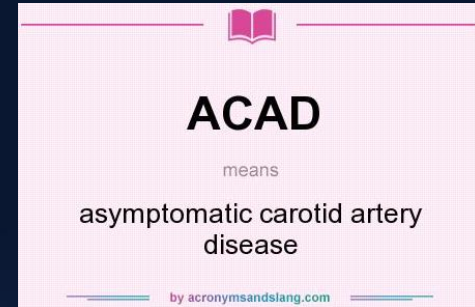 ACAD
means
asymptomatic carotid artery
disease
by acronymsandslang.com